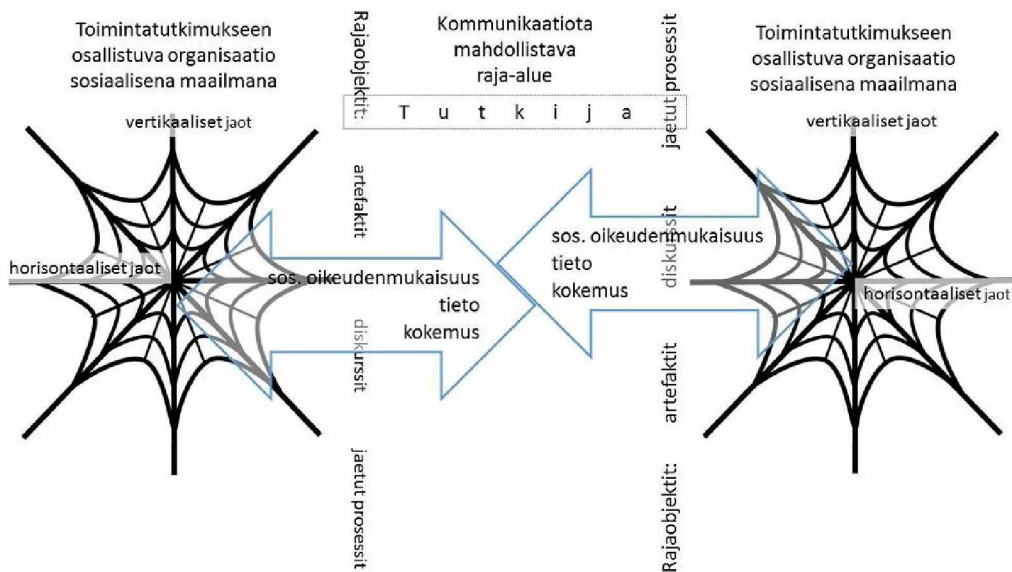 Toimintatutkimukseen
osallistuva organisaatio
sosiaalisena maailmana
vertikaaliset jaot
horisontaaliset jaot
sos. oikeudenmukaisuus
tieto
kokemus
Rajaobjektit:
artefaktit
diskurssit
jaetut prosessit
Kommunikaatiota
mahdollistava
raja-alue
T u t k i j a
sos. oikeudenmukaisuus
tieto
kokemus
Rajaobjektit:
artefaktit
diskurssit
jaetut prosessit
Toimintatutkimukseen
osallistuva organisaatio
sosiaalisena maailmana
vertikaaliset jaot
horisontaaliset jaot